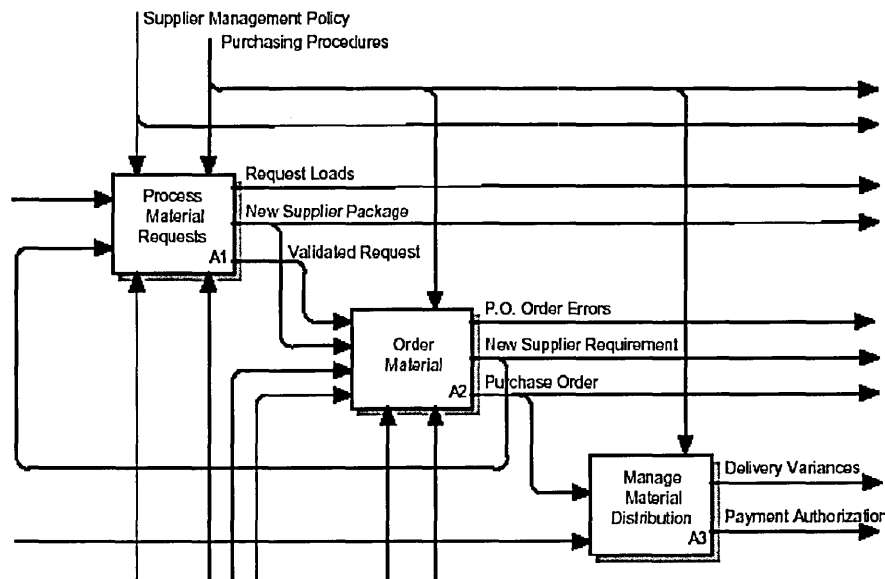 Supplier Management Policy
Purchasing Procedures
Request Loads
Process
Material
Requests
A1
New Supplier Package
Validated Request
P.O. Order Errors
Order
Material
A2
New Supplier Requirement
Purchase Order
Manage
Material
Distribution
A3
Delivery Variances
Payment Authorization